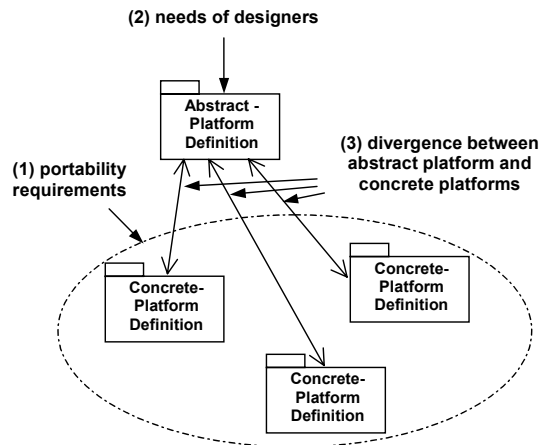 (2) needs of designers
Abstract -
Platform
Definition
(3) divergence between
abstract platform and
concrete platforms
(1) portability
requirements
Concrete-
Platform
Definition
Concrete-
Platform
Definition
Concrete-
Platform
Definition